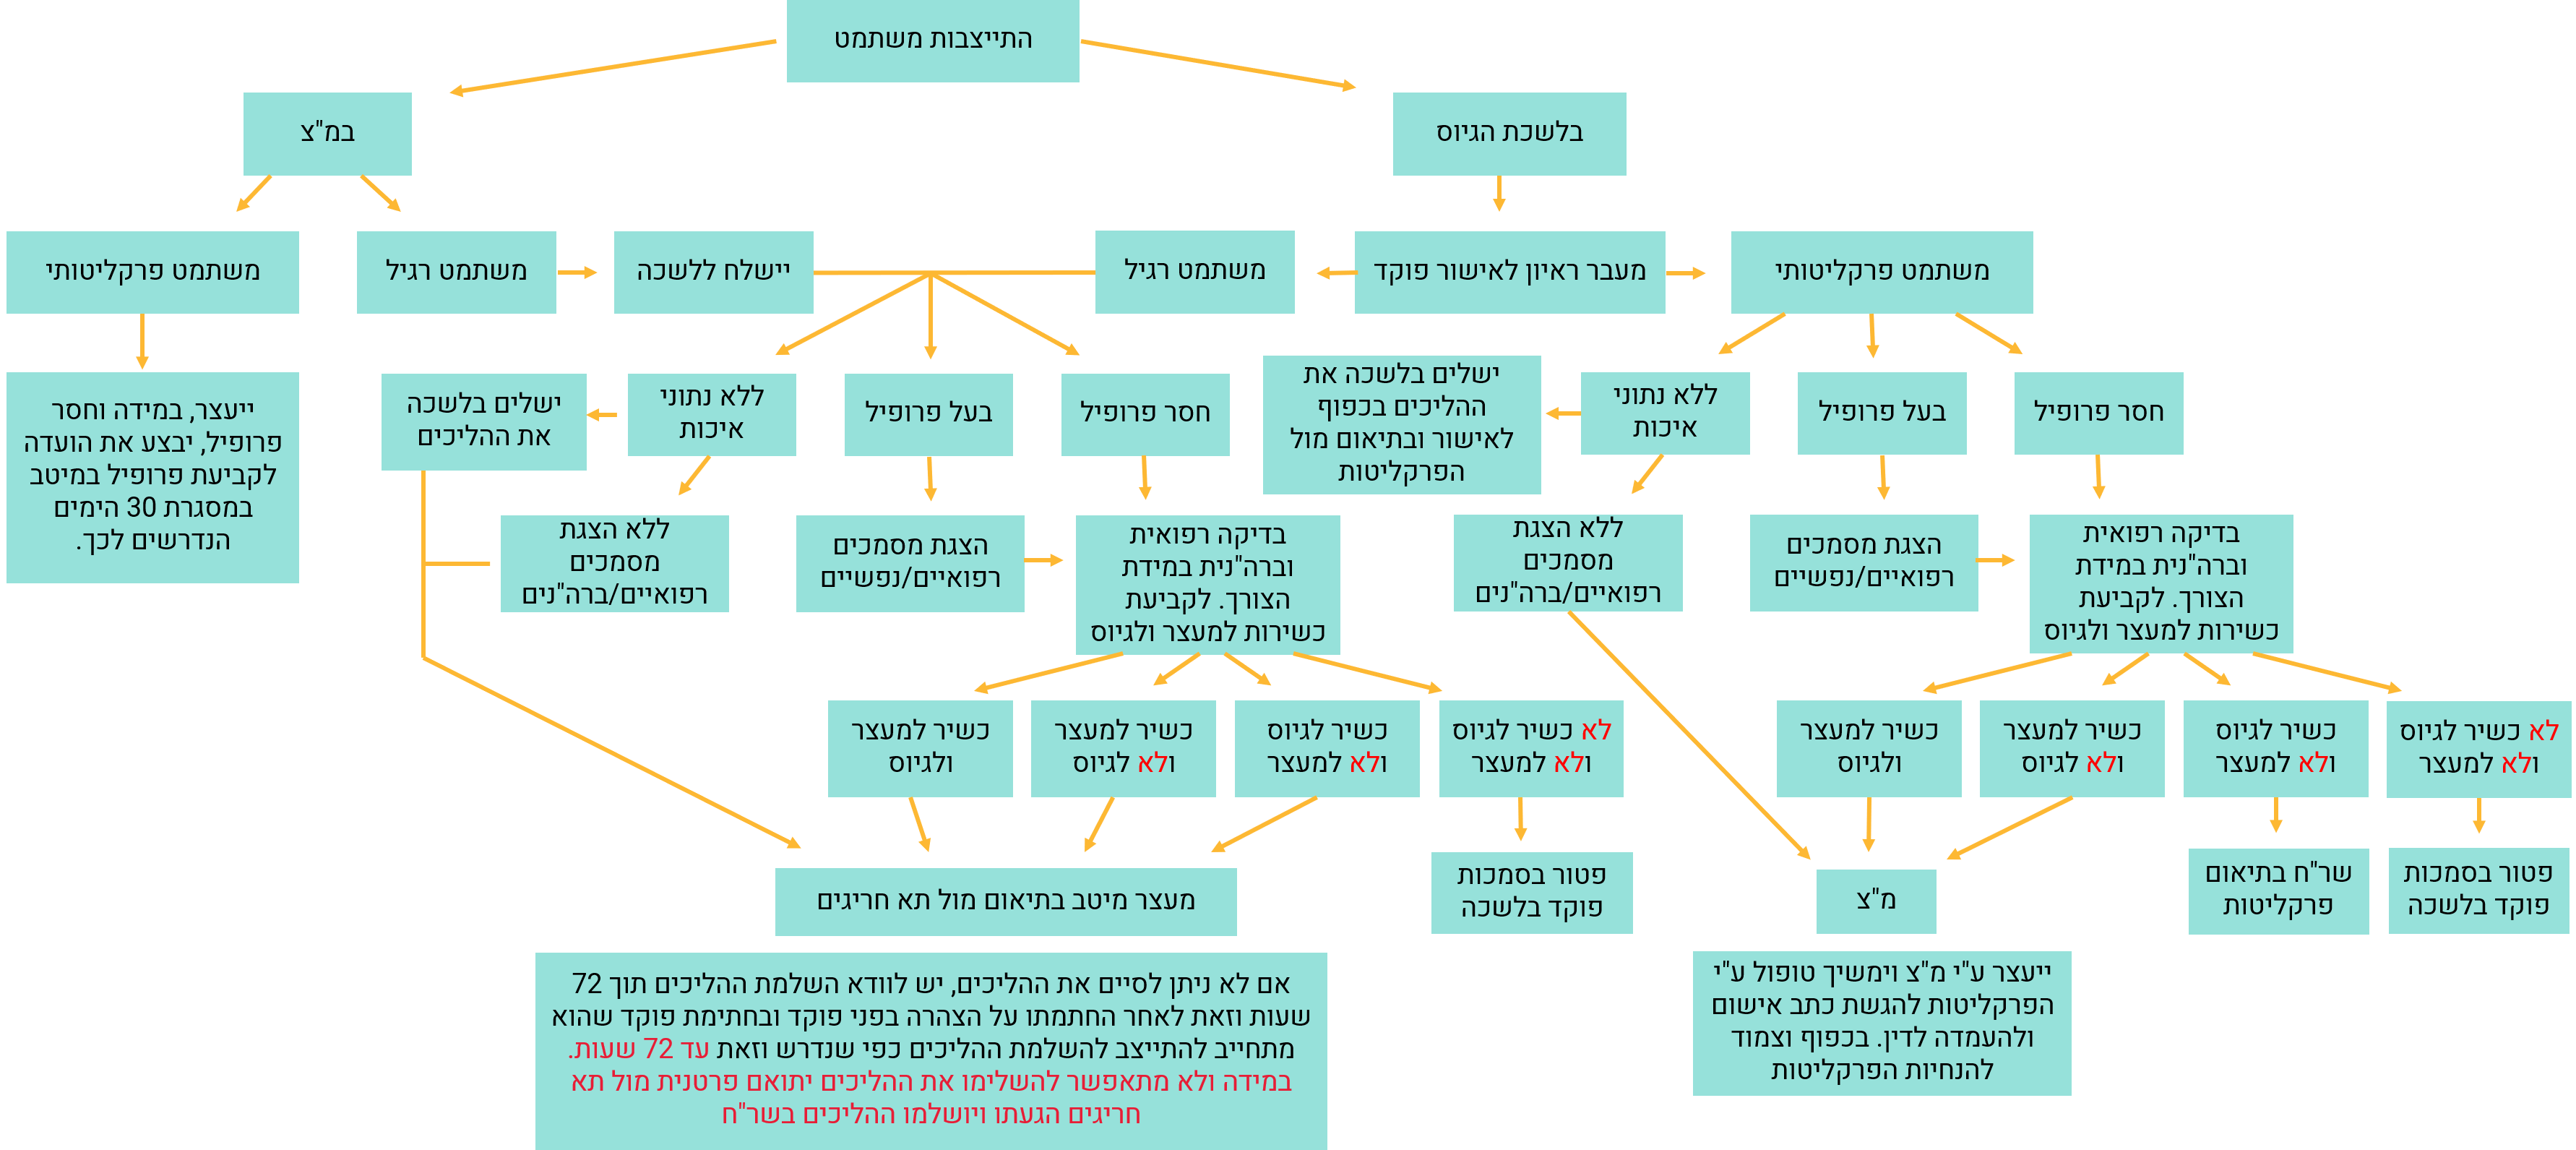 התייצבות משתמט
בלשכת הגיוס
במ"צ
משתמט פרקליטותי
מעבר ראיון לאישור פוקד
משתמט רגיל
יישלח ללשכה
משתמט רגיל
משתמט פרקליטותי
חסר פרופיל
בעל פרופיל
ללא נתוני
איכות
ישלים בלשכה את
ההליכים בכפוף
לאישור ובתיאום מול
הפרקליטות
חסר פרופיל
בעל פרופיל
ללא נתוני
איכות
ישלים בלשכה
את ההליכים
ייעצר, במידה וחסר
פרופיל, יבצע את הועדה
לקביעת פרופיל במיטב
במסגרת 30 הימים
הנדרשים לכך.
בדיקה רפואית
וברה"נית במידת
הצורך. לקביעת
כשירות למעצר ולגיוס
הצגת מסמכים
רפואיים/נפשיים
ללא הצגת
מסמכים
רפואיים/ברה"נים
בדיקה רפואית
וברה"נית במידת
הצורך. לקביעת
כשירות למעצר ולגיוס
הצגת מסמכים
רפואיים/נפשיים
ללא הצגת
מסמכים
רפואיים/ברה"נים
לא כשיר לגיוס
ולא למעצר
כשיר לגיוס
ולא למעצר
כשיר למעצר
ולא לגיוס
כשיר למעצר
ולגיוס
לא כשיר לגיוס
ולא למעצר
כשיר לגיוס
ולא למעצר
כשיר למעצר
ולא לגיוס
כשיר למעצר
ולגיוס
פטור בסמכות
פוקד בלשכה
שר"ח בתיאום
פרקליטות
מ"צ
פטור בסמכות
פוקד בלשכה
מעצר מיטב בתיאום מול תא חריגים
ייעצר ע"י מ"צ וימשיך טופול ע"י
הפרקליטות להגשת כתב אישום
ולהעמדה לדין. בכפוף וצמוד
להנחיות הפרקליטות
אם לא ניתן לסיים את ההליכים, יש לוודא השלמת ההליכים תוך 72
שעות וזאת לאחר החתמתו על הצהרה בפני פוקד ובחתימת פוקד שהוא
מתחייב להתייצב להשלמת ההליכים כפי שנדרש וזאת עד 72 שעות.
במידה ולא מתאפשר להשלימו את ההליכים יתואם פרטנית מול תא
חריגים הגעתו ויושלמו ההליכים בשר"ח